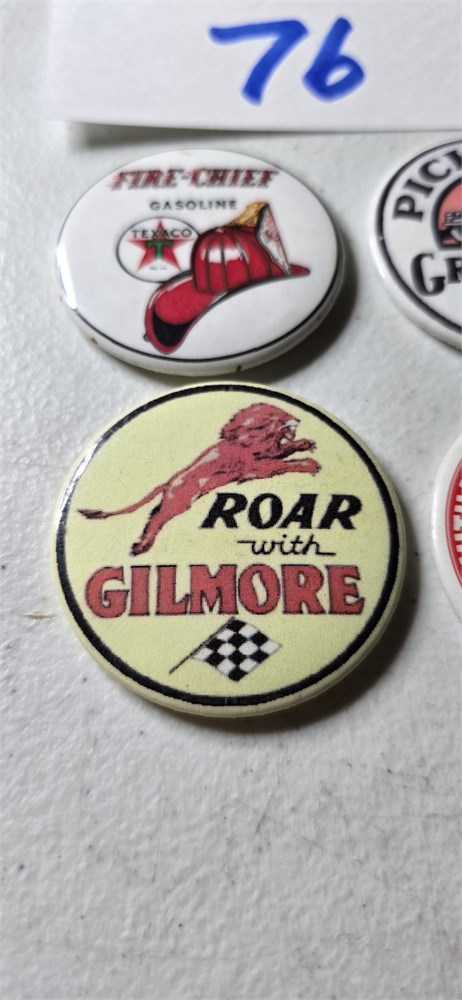 76
FIRE-CHIEF
GASOLINE
TEXACO
T
ROAR
with
GILMORE